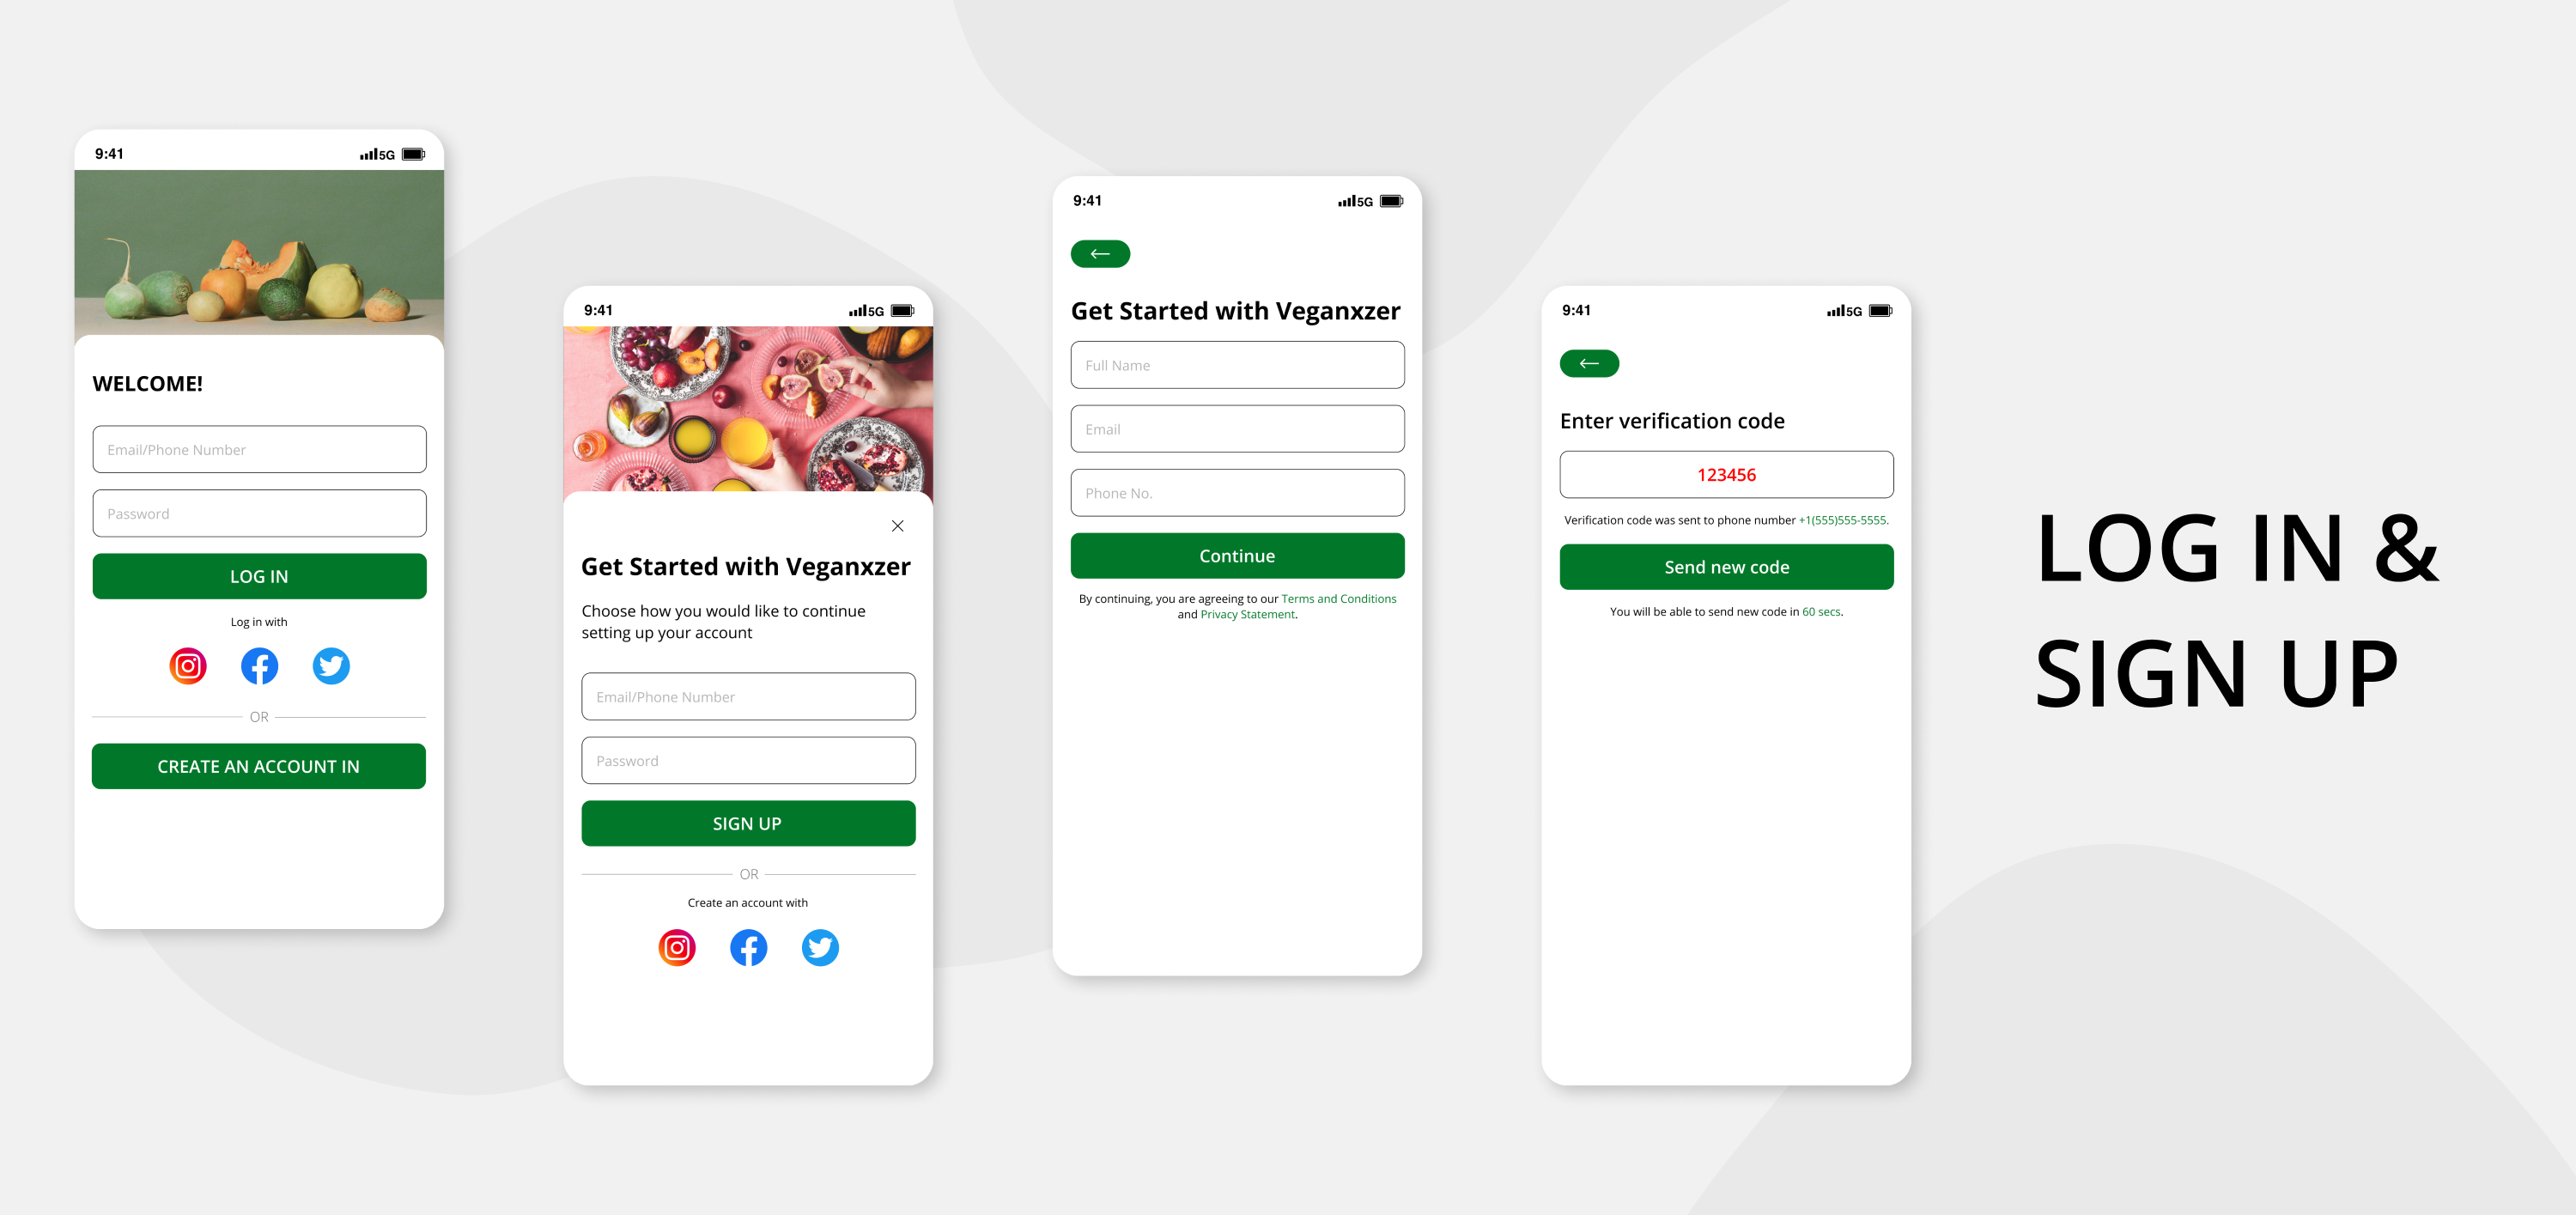 9:41
5G
WELCOME!
Email/Phone Number
Password
LOG IN
Log in with
OR
CREATE AN ACCOUNT IN
9:41
5G
Get Started with Veganxzer
Choose how you would like to continue
setting up your account
Email/Phone Number
Password
SIGN UP
OR
Create an account with
9:41
5G
Get Started with Veganxzer
Full Name
Email
Phone No.
Continue
By continuing, you are agreeing to our Terms and Conditions
and Privacy Statement.
9:41
5G
Enter verification code
123456
Verification code was sent to phone number +1(555)555-5555.
Send new code
You will be able to send new code in 60 secs.
LOG IN &
SIGN UP